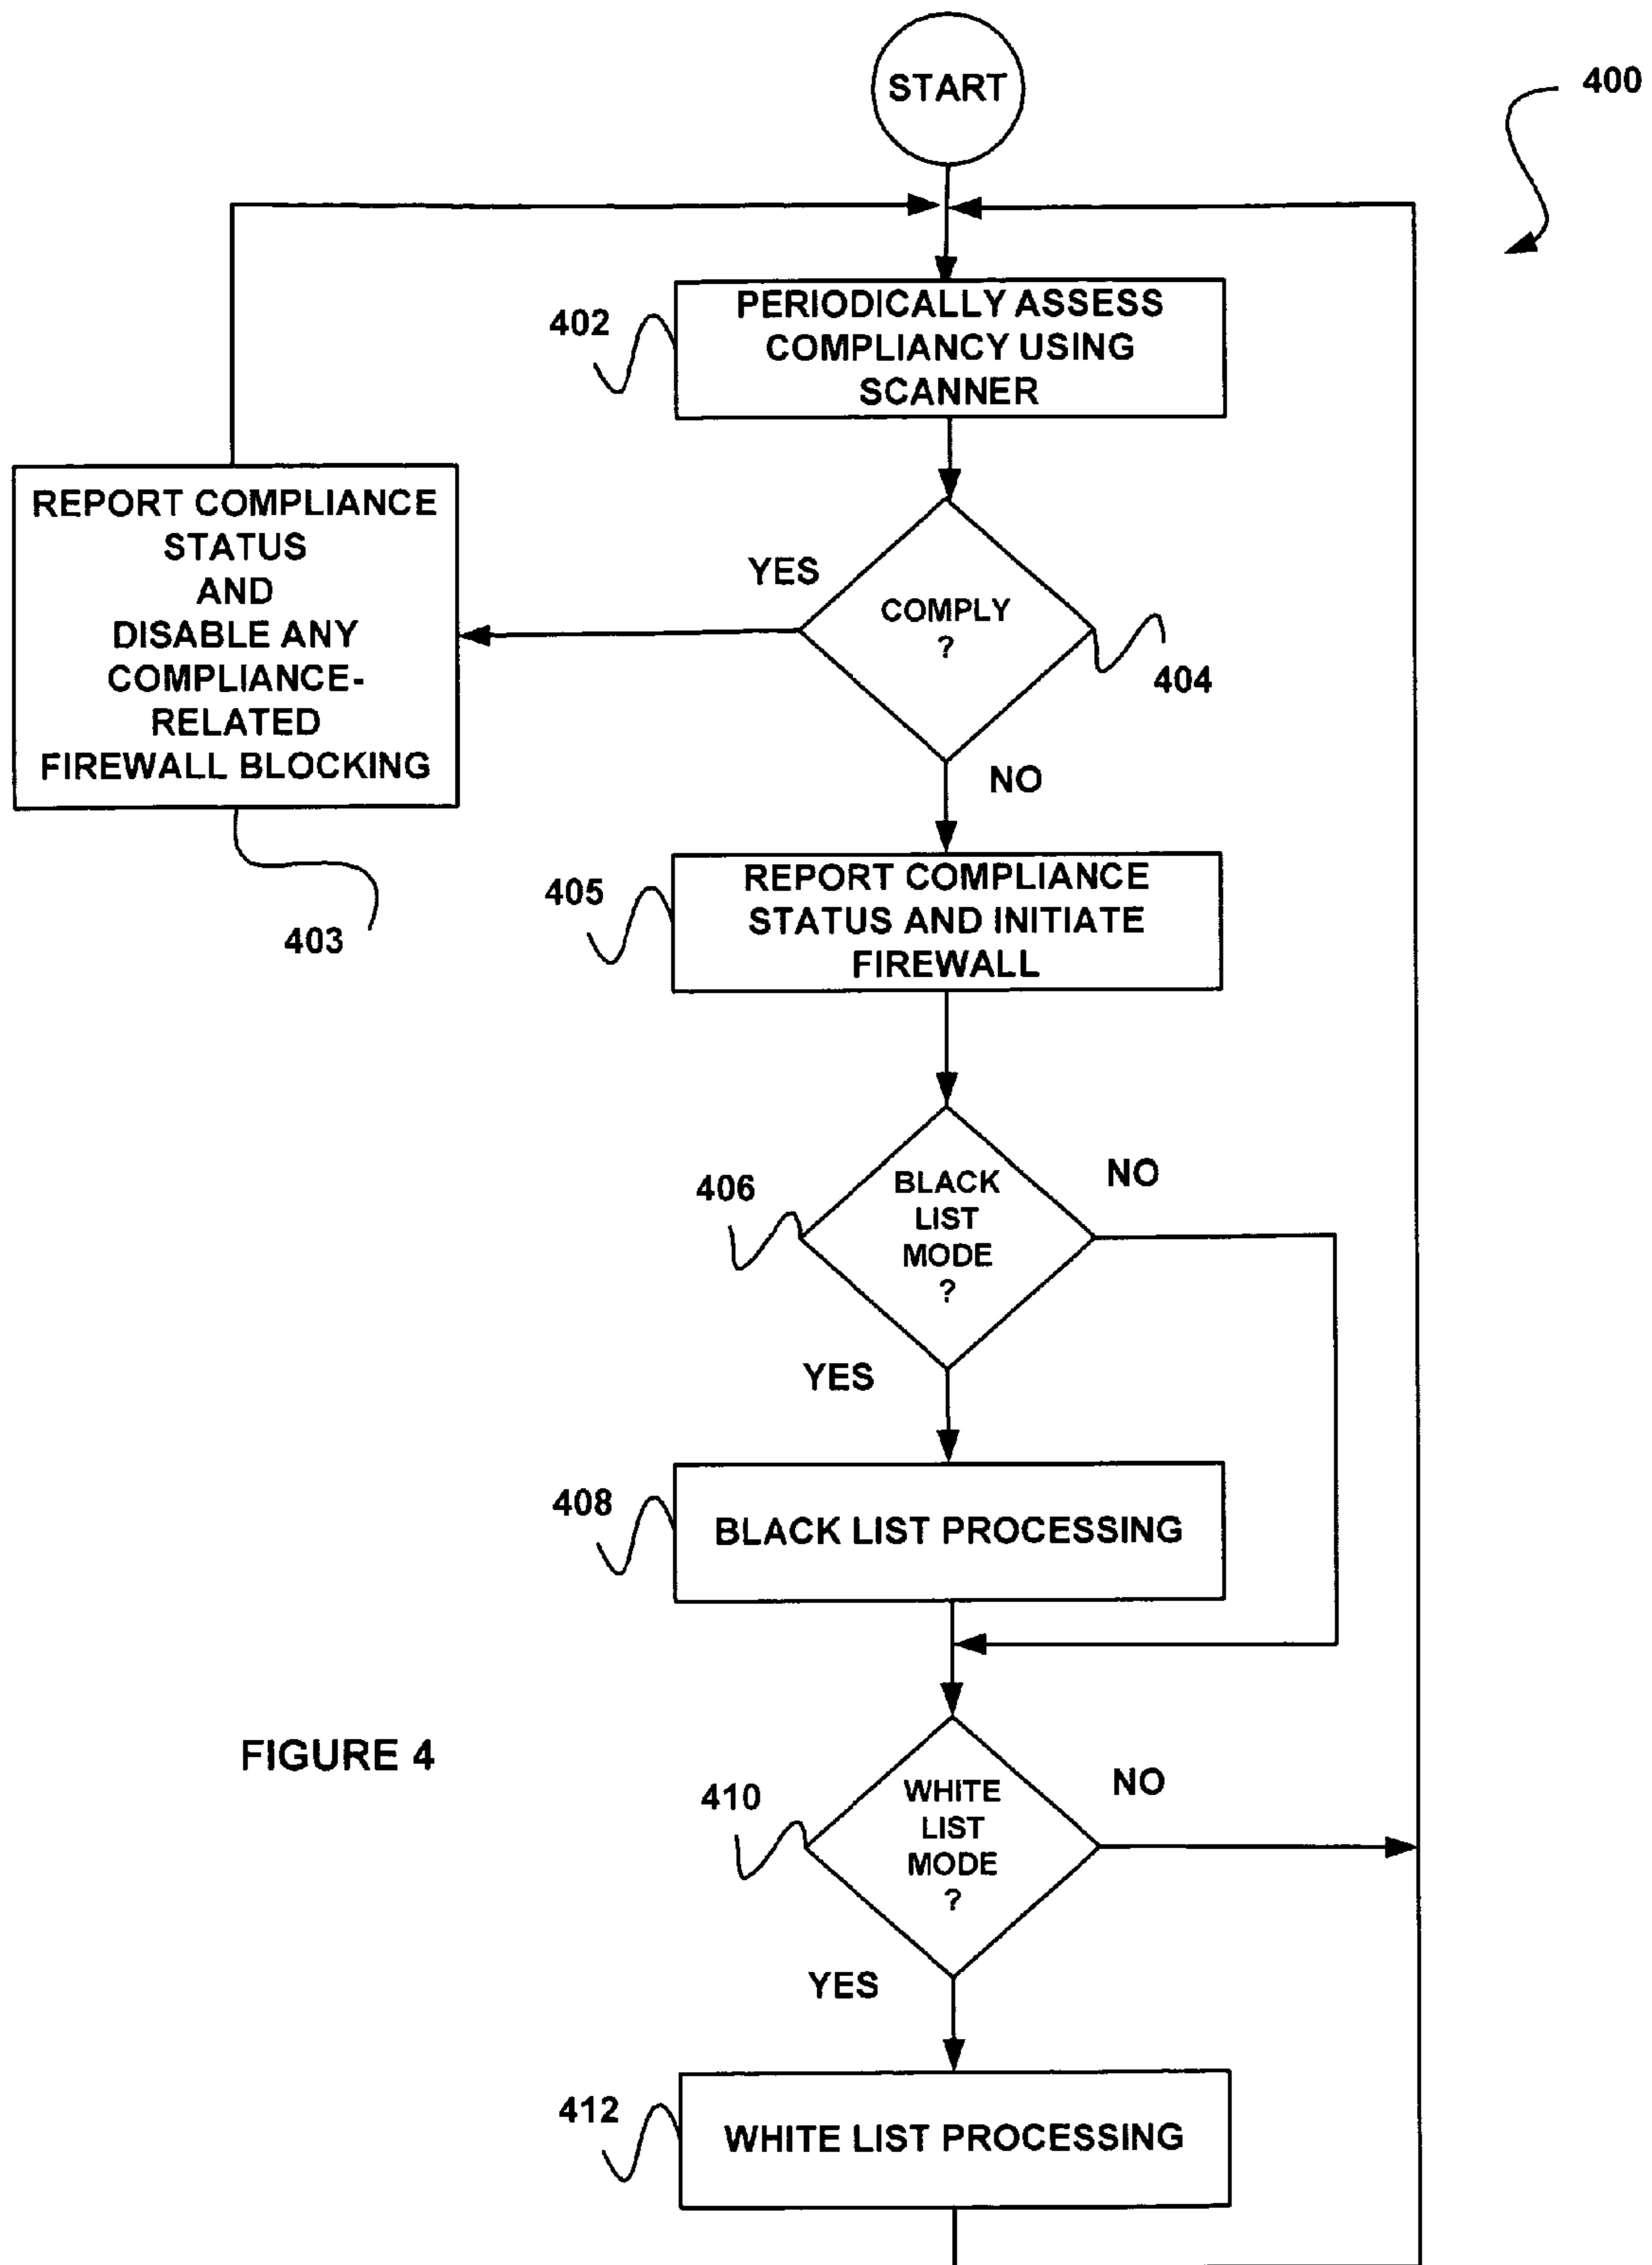 START
400
402
PERIODICALLY ASSESS
COMPLIANCY USING
SCANNER
REPORT COMPLIANCE
STATUS
AND
DISABLE ANY
COMPLIANCE-
RELATED
FIREWALL BLOCKING
403
YES
COMPLY
?
404
NO
405
REPORT COMPLIANCE
STATUS AND INITIATE
FIREWALL
406
BLACK
LIST
MODE
?
NO
YES
408
BLACK LIST PROCESSING
FIGURE 4
410
WHITE
LIST
MODE
?
NO
YES
412
WHITE LIST PROCESSING